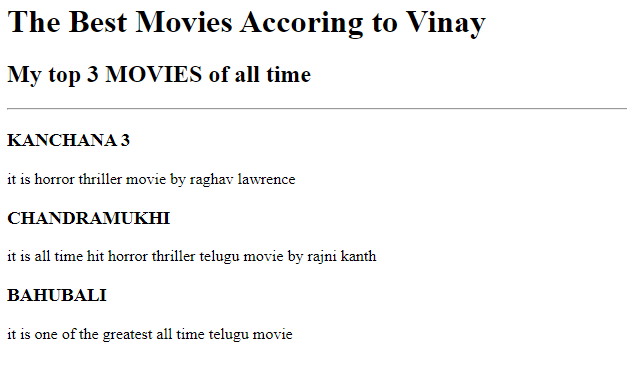 The Best Movies Accoring to Vinay
My top 3 MOVIES of all time
KANCHANA 3
it is horror thriller movie by raghav lawrence
CHANDRAMUKHI
it is all time hit horror thriller telugu movie by rajni kanth
BAHUBALI
it is one of the greatest all time telugu movie